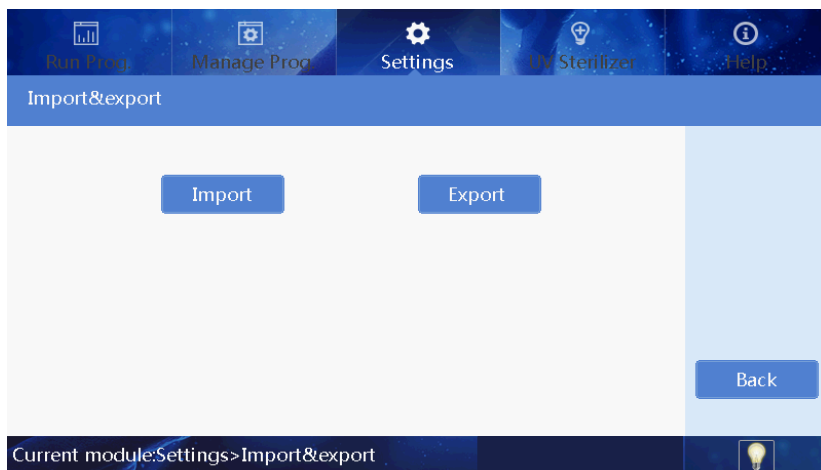 Run Prog. Manage Prog. Settings UV Sterilizer Help
Import&export
Import Export
Back
Current module:Settings>Import&export